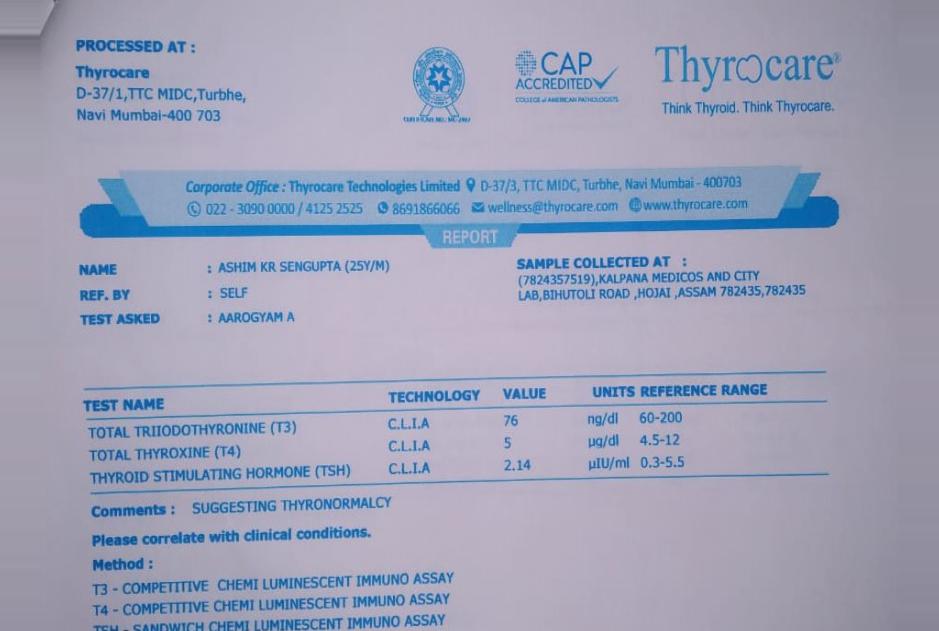 PROCESSED AT :
Thyrocare
D-37/1,TTC MIDC,Turbhe,
Navi Mumbai-400 703
CAP
ACCREDITED
COLLEGE of AMERICAN PATHOLOGISTS
Thyrocare®
Think Thyroid. Think Thyrocare.
Corporate Office : Thyrocare Technologies Limited D-37/3, TTC MIDC, Turbhe, Navi Mumbai - 400703
022 - 3090 0000 / 4125 2525 8691866066 wellness@thyrocare.com www.thyrocare.com
REPORT
NAME : ASHIM KR SENGUPTA (25Y/M)
REF. BY : SELF
TEST ASKED : AAROGYAM A
SAMPLE COLLECTED AT :
(7824357519),KALPANA MEDICOS AND CITY
LAB,BIHUTOLI ROAD ,HOJAI ,ASSAM 782435,782435
TEST NAME TECHNOLOGY VALUE UNITS REFERENCE RANGE
TOTAL TRIIODOTHYRONINE (T3) C.L.I.A 76 ng/dl 60-200
TOTAL THYROXINE (T4) C.L.I.A 5 µg/dl 4.5-12
THYROID STIMULATING HORMONE (TSH) C.L.I.A 2.14 µIU/ml 0.3-5.5
Comments : SUGGESTING THYRONORMALCY
Please correlate with clinical conditions.
Method :
T3 - COMPETITIVE CHEMI LUMINESCENT IMMUNO ASSAY
T4 - COMPETITIVE CHEMI LUMINESCENT IMMUNO ASSAY
TSH - SANDWICH CHEMI LUMINESCENT IMMUNO ASSAY